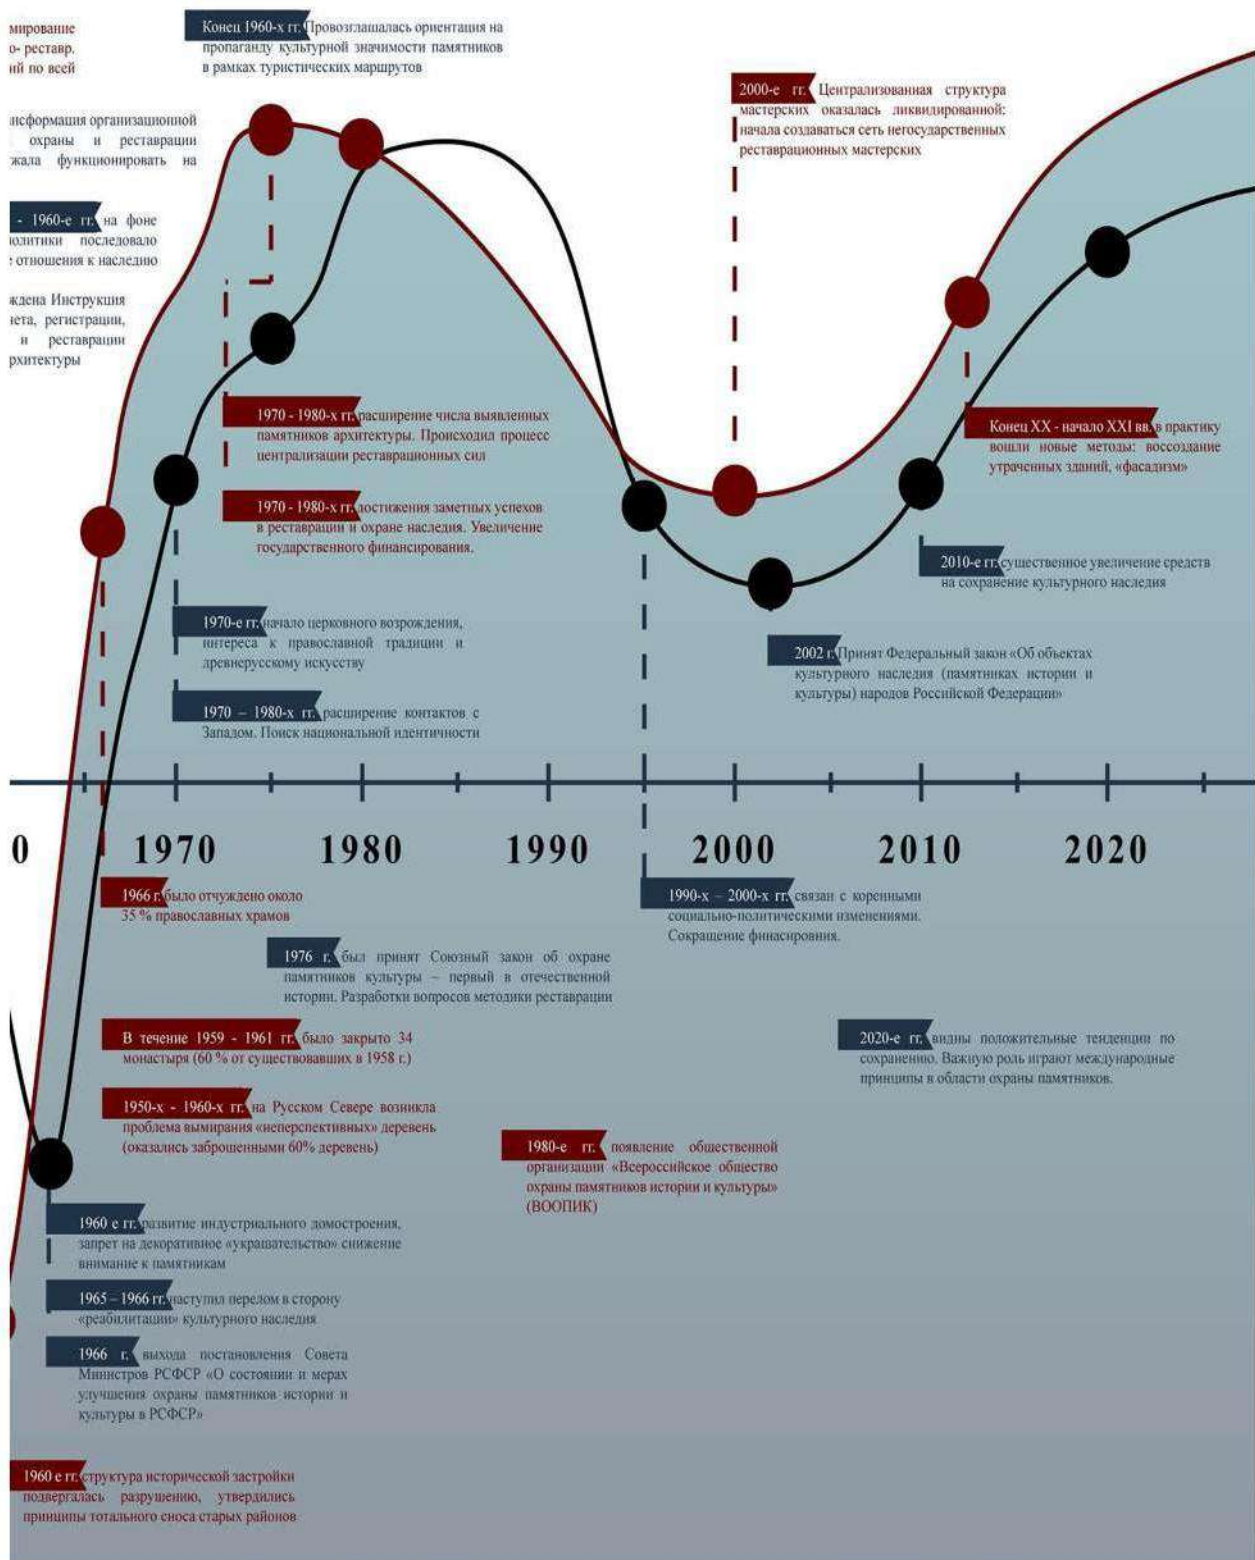 мирование
о- реставр.
ий по всей
Конец 1960-х гг. Провозглашалась ориентация на
пропаганду культурной значимости памятников
в рамках туристических маршрутов
2000-е гг. Централизованная структура
мастерских оказалась ликвидированной:
начала создаваться сеть негосударственных
реставрационных мастерских
ансформация организационной
охраны и реставрации
жала функционировать на
- 1960-е гг. на фоне
политики последовало
е отношения к наследию
ждена Инструкция
чета, регистрации,
и реставрации
рхитектуры
1970 - 1980-х гг. расширение числа выявленных
памятников архитектуры. Происходил процесс
централизации реставрационных сил
1970 - 1980-х гг. достижения заметных успехов
в реставрации и охране наследия. Увеличение
государственного финансирования.
Конец XX - начало XXI вв. в практику
вошли новые методы: воссоздание
утраченных зданий, «фасадизм»
2010-е гг. существенное увеличение средств
на сохранение культурного наследия
1970-е гг. начало церковного возрождения,
интереса к православной традиции и
древнерусскому искусству
2002 г. Принят Федеральный закон «Об объектах
культурного наследия (памятниках истории и
культуры) народов Российской Федерации»
1970 – 1980-х гг. расширение контактов с
Западом. Поиск национальной идентичности
0 1970 1980 1990 2000 2010 2020
1966 г. было отчуждено около
35 % православных храмов
1990-х – 2000-х гг. связан с коренными
социально-политическими изменениями.
Сокращение финасировния.
1976 г. был принят Союзный закон об охране
памятников культуры – первый в отечественной
истории. Разработки вопросов методики реставрации
В течение 1959 - 1961 гг. было закрыто 34
монастыря (60 % от существовавших в 1958 г.)
2020-е гг. видны положительные тенденции по
сохранению. Важную роль играют международные
принципы в области охраны памятников.
1950-х - 1960-х гг. на Русском Севере возникла
проблема вымирания «неперспективных» деревень
(оказались заброшенными 60% деревень)
1980-е гг. появление общественной
организации «Всероссийское общество
охраны памятников истории и культуры»
(ВООПИК)
1960 е гг. развитие индустриального домостроения,
запрет на декоративное «украшательство» снижение
внимание к памятникам
1965 – 1966 гг. наступил перелом в сторону
«реабилитации» культурного наследия
1966 г. выхода постановления Совета
Министров РСФСР «О состоянии и мерах
улучшения охраны памятников истории и
культуры в РСФСР»
1960 е гг. структура исторической застройки
подвергалась разрушению, утвердились
принципы тотального сноса старых районов